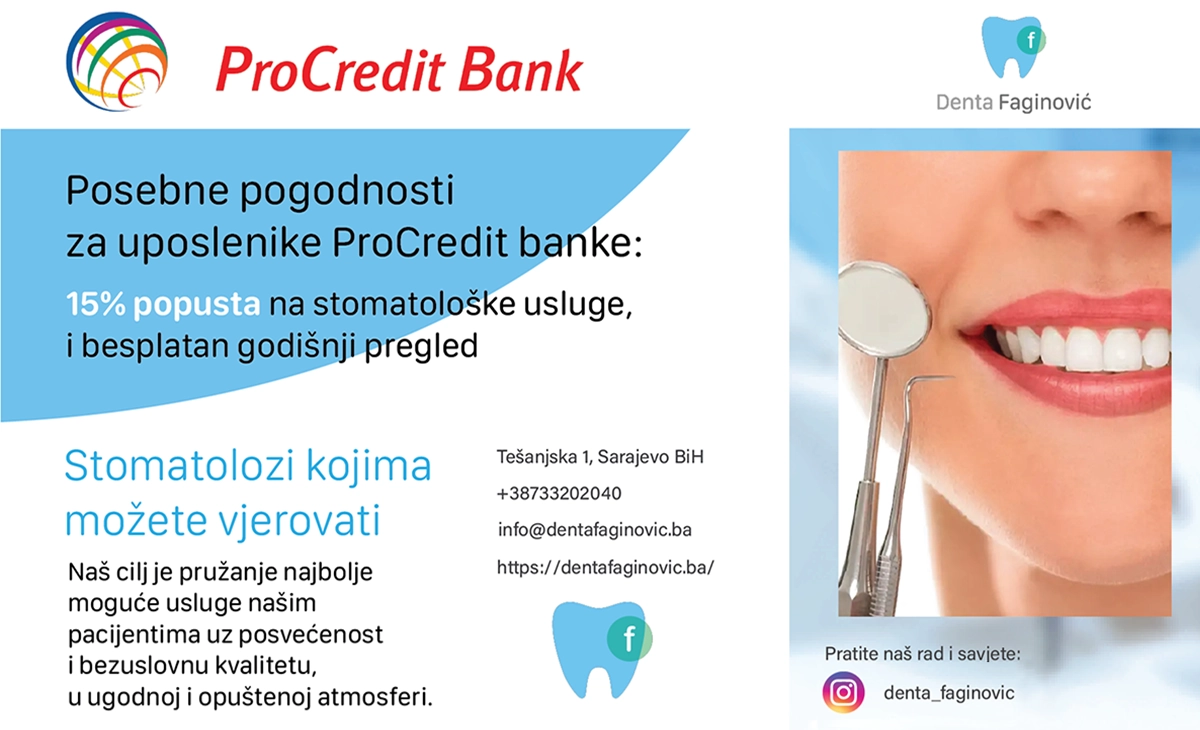 ProCredit Bank
f
Denta Faginović
Posebne pogodnosti
za uposlenike ProCredit banke:
15% popusta na stomatološke usluge,
i besplatan godišnji pregled
Stomatolozi kojima
možete vjerovati
Naš cilj je pružanje najbolje
moguće usluge našim
pacijentima uz posvećenost
i bezuslovnu kvalitetu,
u ugodnoj i opuštenoj atmosferi.
Tešanjska 1, Sarajevo BiH
+38733202040
info@dentafaginovic.ba
https://dentafaginovic.ba/
f
Pratite naš rad i savjete:
denta_faginovic